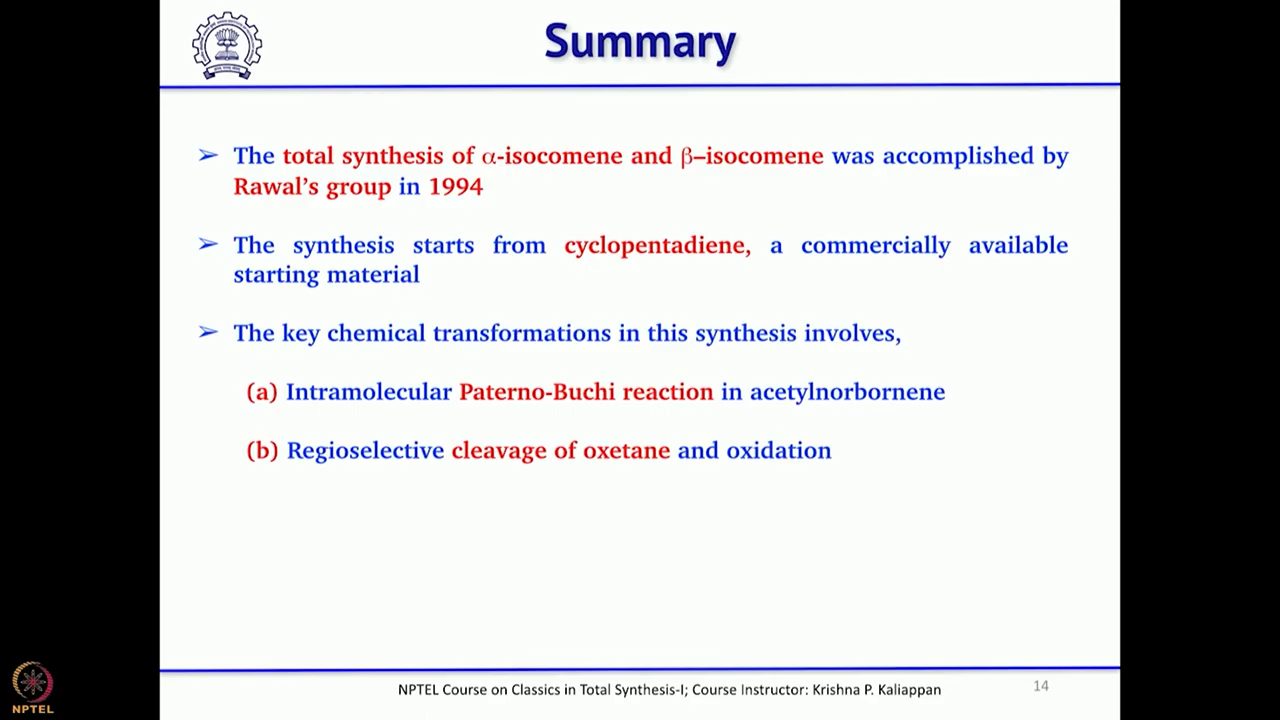 Summary
➢ The total synthesis of α-isocomene and β–isocomene was accomplished by
Rawal’s group in 1994
➢ The synthesis starts from cyclopentadiene, a commercially available
starting material
➢ The key chemical transformations in this synthesis involves,
(a) Intramolecular Paterno-Buchi reaction in acetylnorbornene
(b) Regioselective cleavage of oxetane and oxidation
NPTEL Course on Classics in Total Synthesis-I; Course Instructor: Krishna P. Kaliappan
14
NPTEL